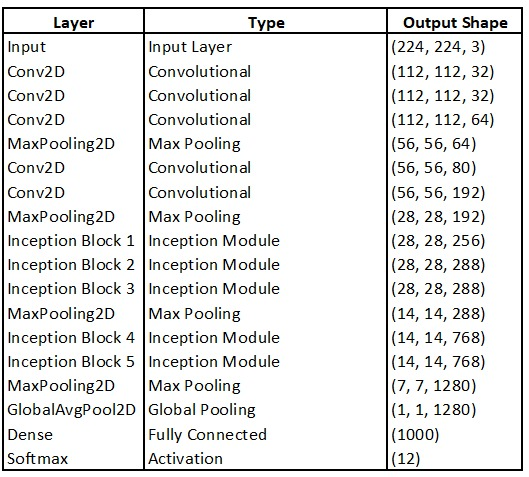 Layer Type Output Shape
Input Input Layer (224, 224, 3)
Conv2D Convolutional (112, 112, 32)
Conv2D Convolutional (112, 112, 32)
Conv2D Convolutional (112, 112, 64)
MaxPooling2D Max Pooling (56, 56, 64)
Conv2D Convolutional (56, 56, 80)
Conv2D Convolutional (56, 56, 192)
MaxPooling2D Max Pooling (28, 28, 192)
Inception Block 1 Inception Module (28, 28, 256)
Inception Block 2 Inception Module (28, 28, 288)
Inception Block 3 Inception Module (28, 28, 288)
MaxPooling2D Max Pooling (14, 14, 288)
Inception Block 4 Inception Module (14, 14, 768)
Inception Block 5 Inception Module (14, 14, 768)
MaxPooling2D Max Pooling (7, 7, 1280)
GlobalAvgPool2D Global Pooling (1, 1, 1280)
Dense Fully Connected (1000)
Softmax Activation (12)